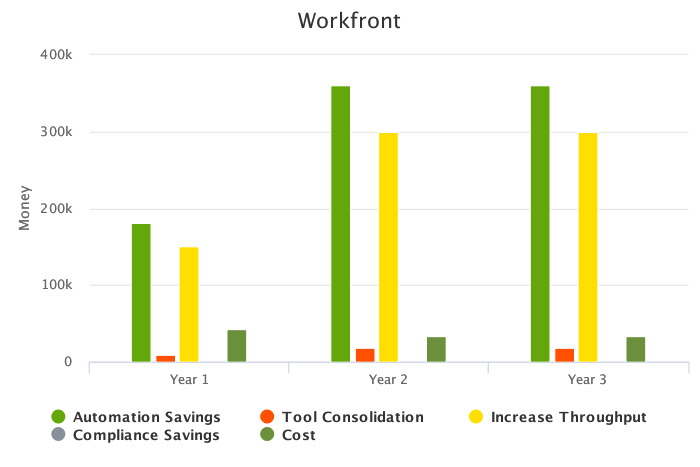 Workfront
400k
300k
200k
100k
0
Money
Year 1
Year 2
Year 3
Automation Savings
Tool Consolidation
Increase Throughput
Compliance Savings
Cost